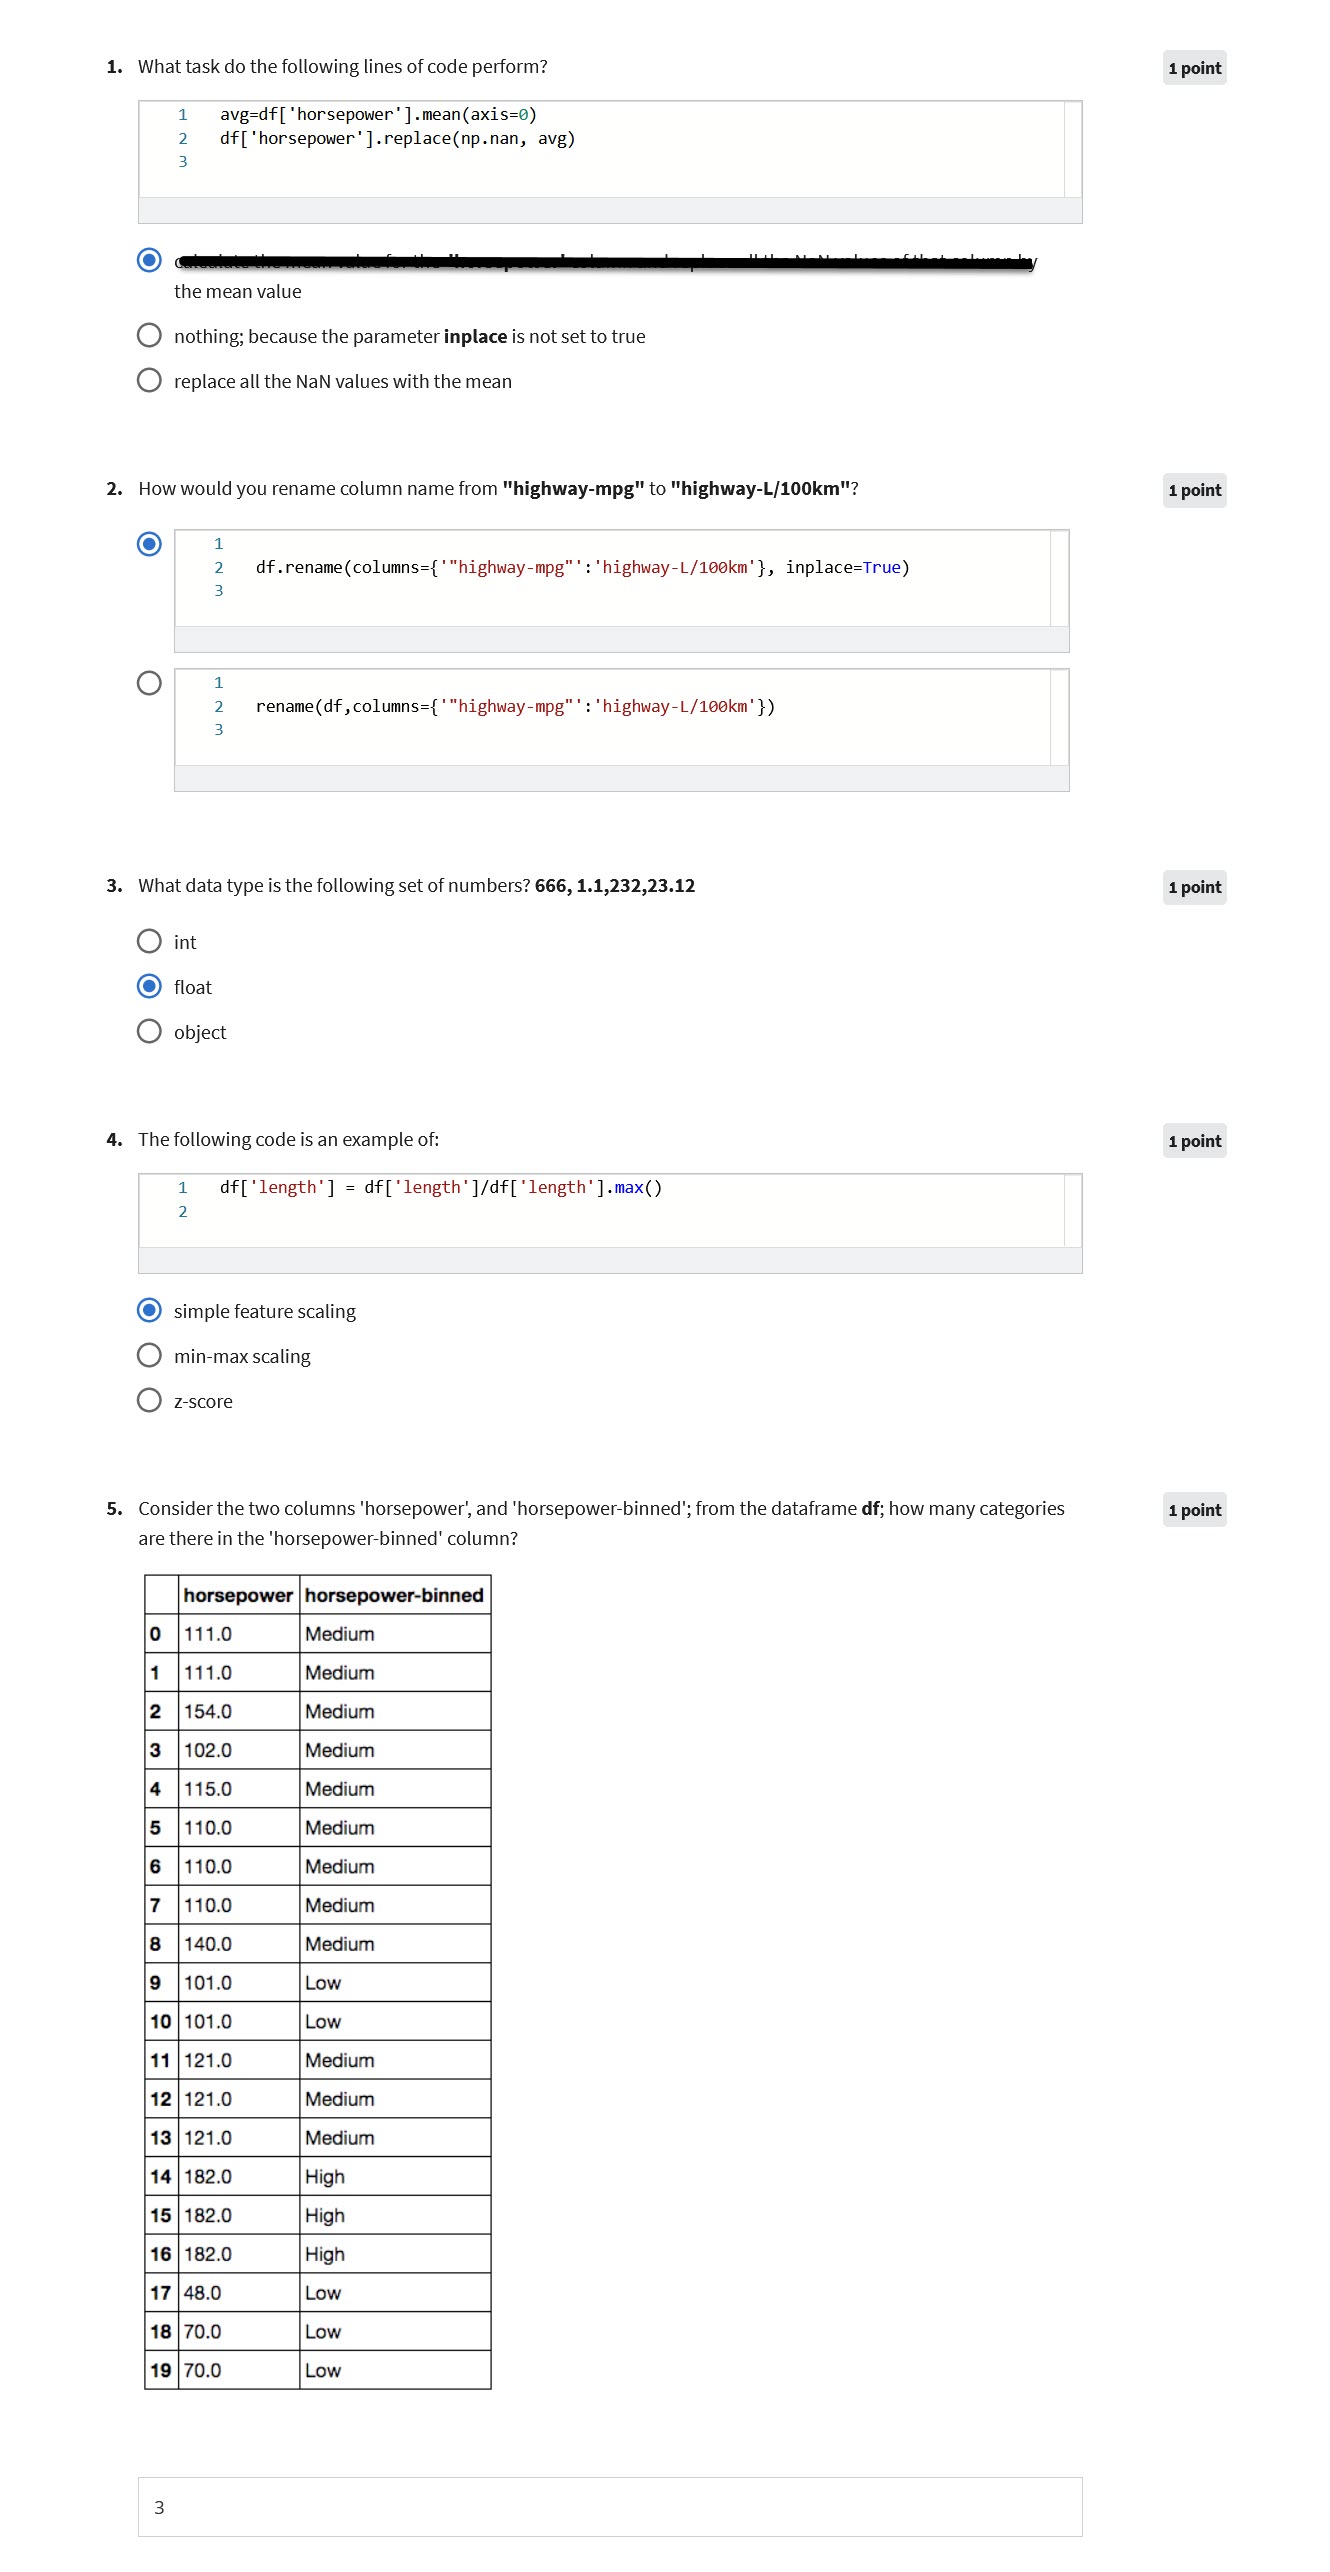 1. What task do the following lines of code perform?
1 point
1 avg=df['horsepower'].mean(axis=0)
2 df['horsepower'].replace(np.nan, avg)
3
the mean value
nothing; because the parameter inplace is not set to true
replace all the NaN values with the mean
2. How would you rename column name from "highway-mpg" to "highway-L/100km"?
1 point
1
2 df.rename(columns={'"highway-mpg"':'highway-L/100km'}, inplace=True)
3
1
2 rename(df,columns={'"highway-mpg"':'highway-L/100km'})
3
3. What data type is the following set of numbers? 666, 1.1,232,23.12
1 point
int
float
object
4. The following code is an example of:
1 point
1 df['length'] = df['length']/df['length'].max()
2
simple feature scaling
min-max scaling
z-score
5. Consider the two columns 'horsepower', and 'horsepower-binned'; from the dataframe df; how many categories
1 point
are there in the 'horsepower-binned' column?
horsepower horsepower-binned
0 111.0 Medium
1 111.0 Medium
2 154.0 Medium
3 102.0 Medium
4 115.0 Medium
5 110.0 Medium
6 110.0 Medium
7 110.0 Medium
8 140.0 Medium
9 101.0 Low
10 101.0 Low
11 121.0 Medium
12 121.0 Medium
13 121.0 Medium
14 182.0 High
15 182.0 High
16 182.0 High
17 48.0 Low
18 70.0 Low
19 70.0 Low
3